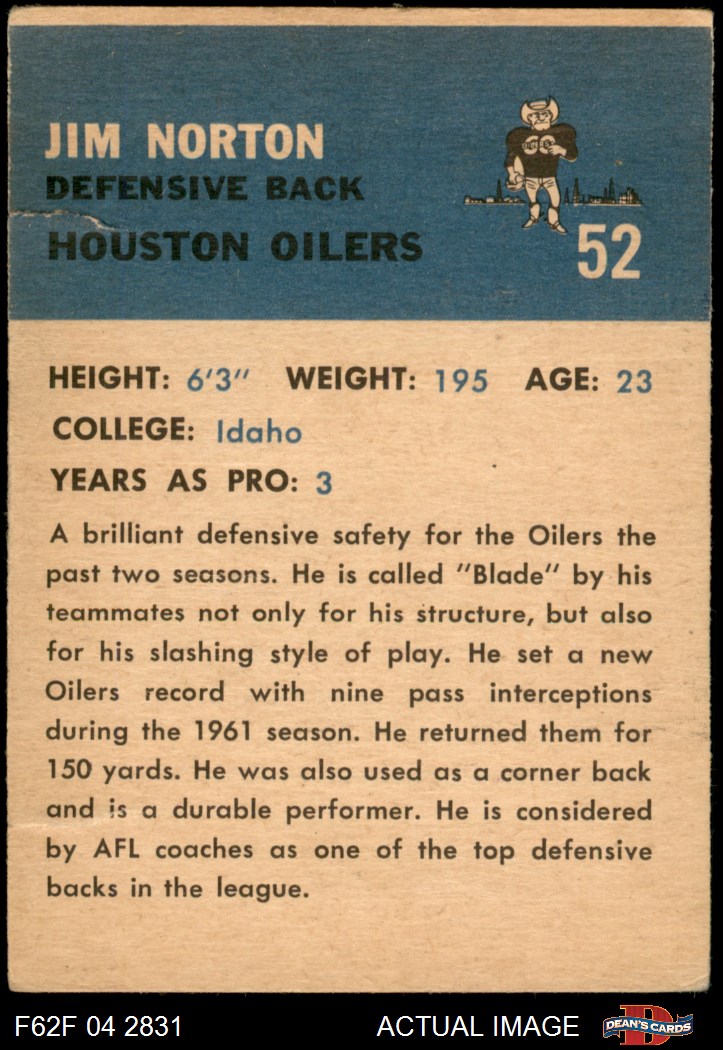 JIM NORTON
DEFENSIVE BACK
HOUSTON OILERS
52
HEIGHT: 6'3" WEIGHT: 195 AGE: 23
COLLEGE: Idaho
YEARS AS PRO: 3
A brilliant defensive safety for the Oilers the
past two seasons. He is called "Blade" by his
teammates not only for his structure, but also
for his slashing style of play. He set a new
Oilers record with nine pass interceptions
during the 1961 season. He returned them for
150 yards. He was also used as a corner back
and is a durable performer. He is considered
by AFL coaches as one of the top defensive
backs in the league.
F62F 04 2831 ACTUAL IMAGE D DEAN'S CARDS